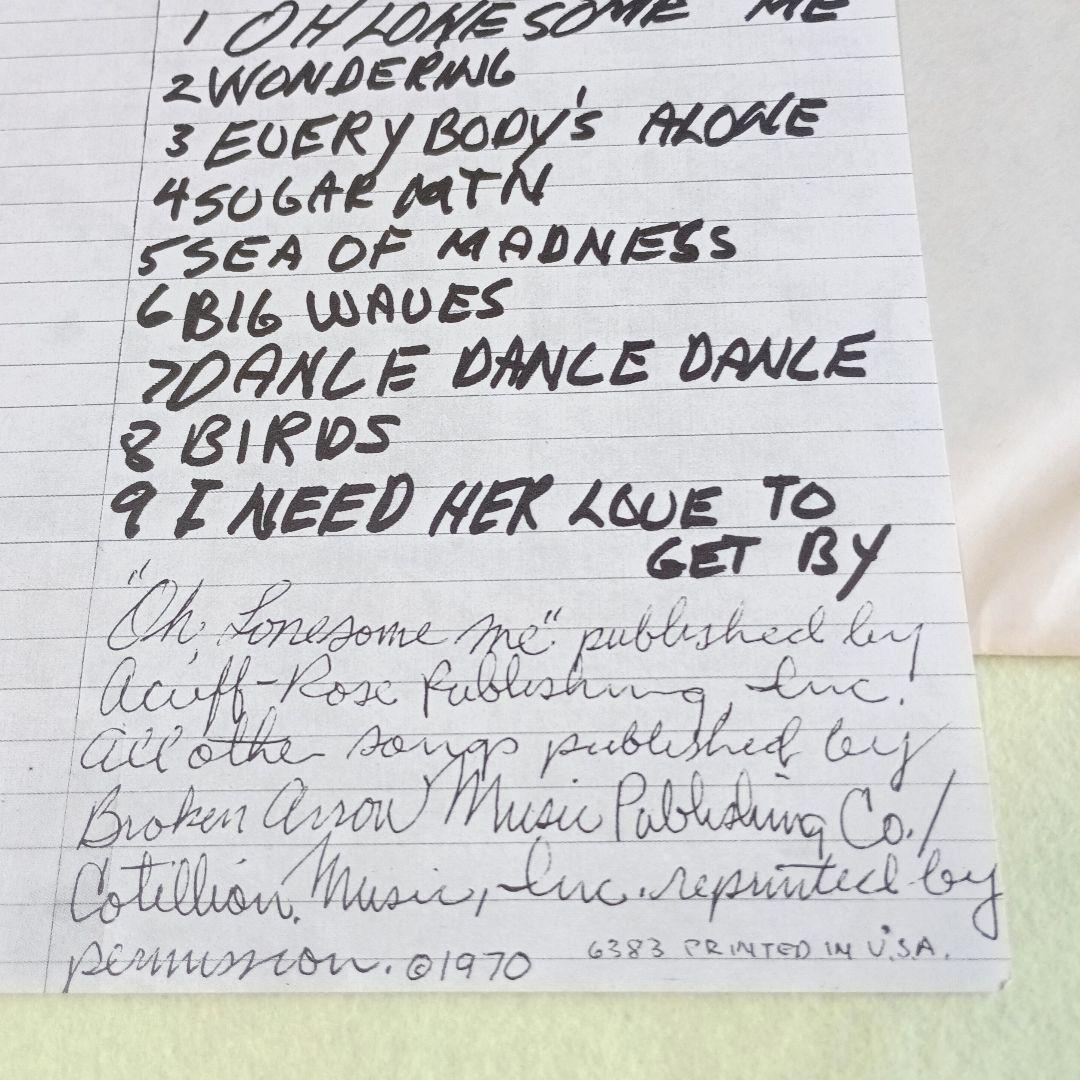 1 OH LONESOME ME
2 WONDERING
3 EVERYBODY'S ALONE
4 SUGAR MTN
5 SEA OF MADNESS
6 BIG WAVES
7 DANCE DANCE DANCE
8 BIRDS
9 I NEED HER LOVE TO
GET BY
"Oh, Lonesome Me" published by
Acuff-Rose Publishing, Inc.
All other songs published by
Broken Arrow Music Publishing Co./
Cotillion Music, Inc. reprinted by
permission. ©1970 6383 PRINTED IN U.S.A.